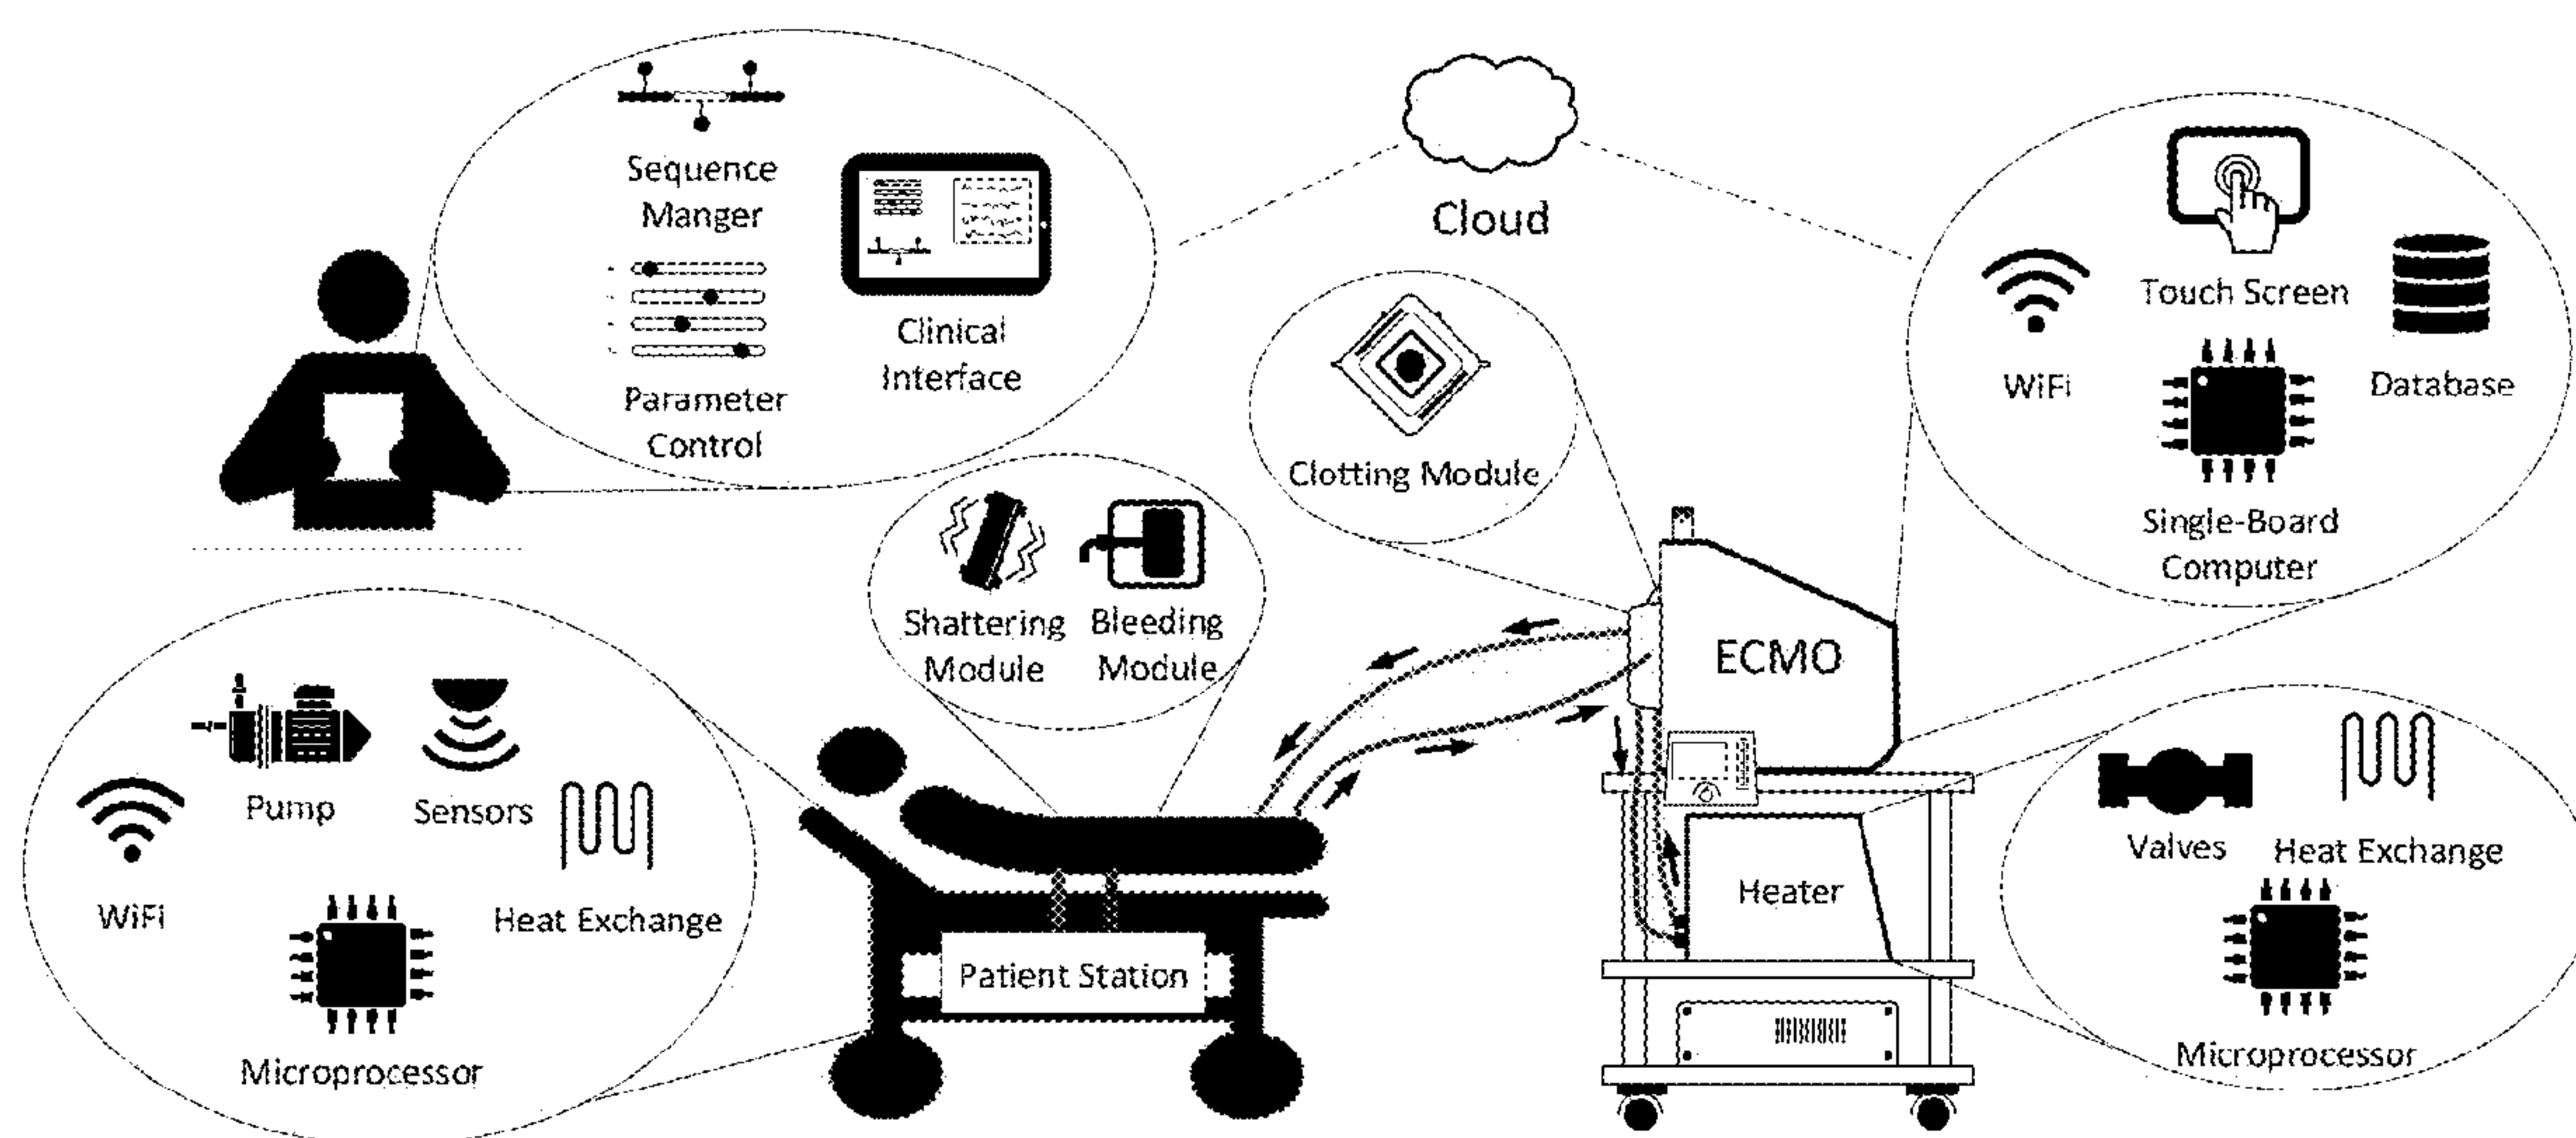 Sequence
Manger
Parameter
Control
Clinical
Interface
Cloud
Clotting Module
Touch Screen
WiFi
Database
Single-Board
Computer
Shattering
Module
Bleeding
Module
ECMO
Pump
Sensors
WiFi
Heat Exchange
Microprocessor
Patient Station
Heater
Valves
Heat Exchange
Microprocessor